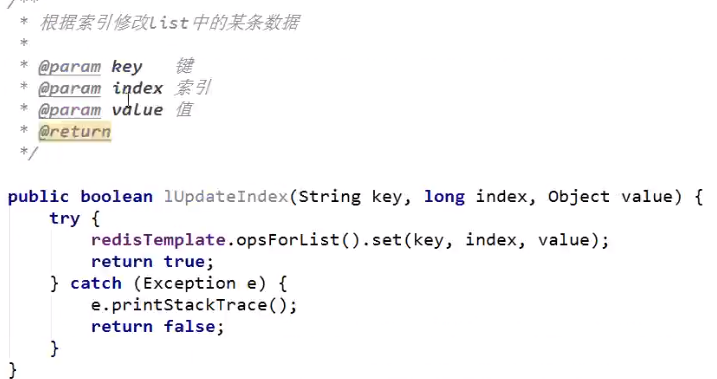 /**
 * 根据索引修改list中的某条数据
 *
 * @param key   键
 * @param index 索引
 * @param value 值
 * @return
 */
public boolean lUpdateIndex(String key, long index, Object value) {
    try {
        redisTemplate.opsForList().set(key, index, value);
        return true;
    } catch (Exception e) {
        e.printStackTrace();
        return false;
    }
}